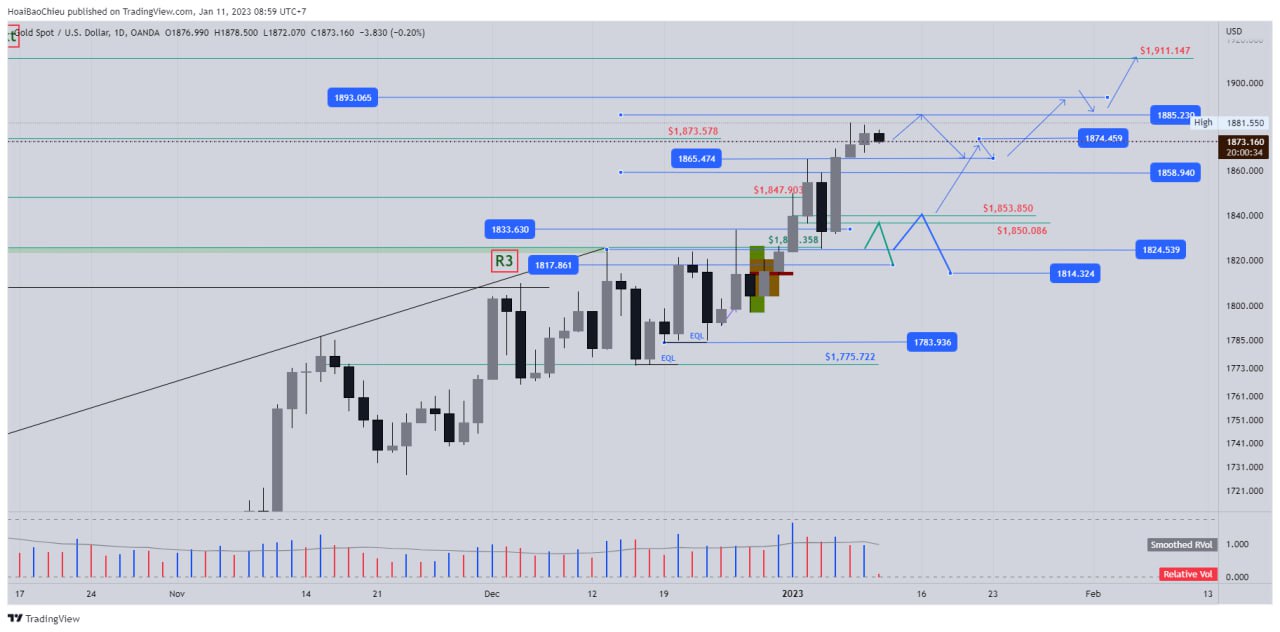 HoaiBaoChieu published on TradingView.com, Jan 11, 2023 08:59 UTC+7
Gold Spot / U.S. Dollar, 1D, OANDA O1876.990 H1878.500 L1872.070 C1873.160 −3.830 (−0.20%)
USD
$1,911.147
1900.000
1893.065
1885.230
High 1881.550
$1,873.578
1874.459
1873.160
20:00:34
1865.474
1860.000
1858.940
$1,847.903
$1,853.850
1840.000
1833.630
$1,850.086
1824.539
R3
1817.861
1820.000
1814.324
1800.000
EQL
1783.936
1785.000
EQL
$1,775.722
1773.000
1761.000
1751.000
1741.000
1731.000
1721.000
Smoothed RVol
1.000
Relative Vol
0.000
17 24 Nov 14 21 Dec 12 19 2023 16 23 Feb 13
TradingView